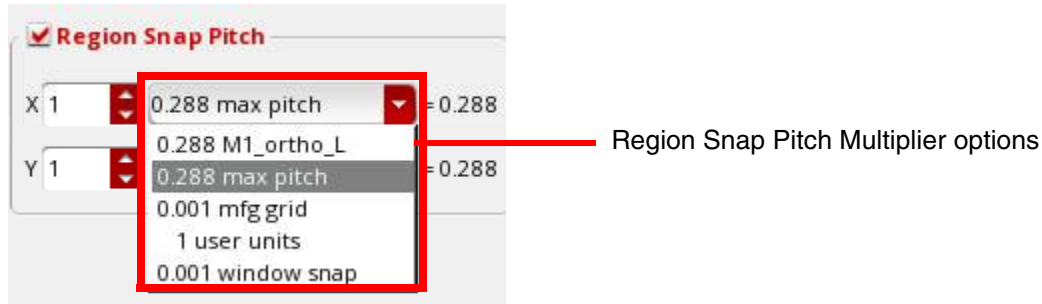 Region Snap Pitch
X 1 0.288 max pitch = 0.288
0.288 M1_ortho_L
Region Snap Pitch Multiplier options
Y 1 0.288 max pitch = 0.288
0.001 mfg grid
1 user units
0.001 window snap